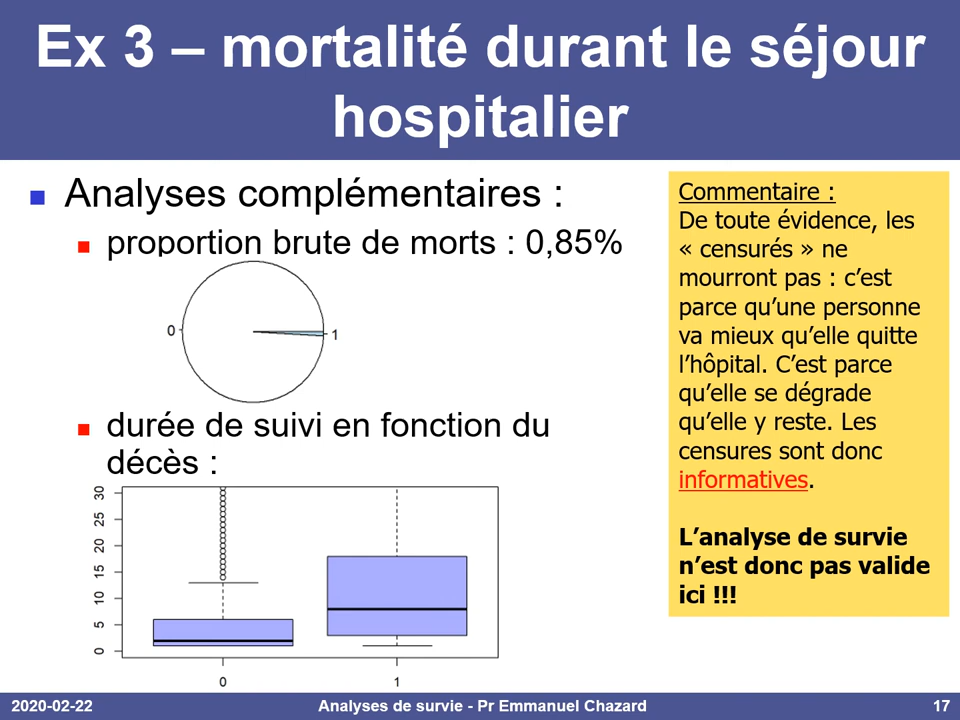 Ex 3 – mortalité durant le séjour
hospitalier
Analyses complémentaires :
proportion brute de morts : 0,85%
0
1
durée de suivi en fonction du
décès :
30
25
20
15
10
5
0
0
1
Commentaire :
De toute évidence, les
« censurés » ne
mourront pas : c’est
parce qu’une personne
va mieux qu’elle quitte
l’hôpital. C’est parce
qu’elle se dégrade
qu’elle y reste. Les
censures sont donc
informatives.
L’analyse de survie
n’est donc pas valide
ici !!!
2020-02-22
Analyses de survie - Pr Emmanuel Chazard
17